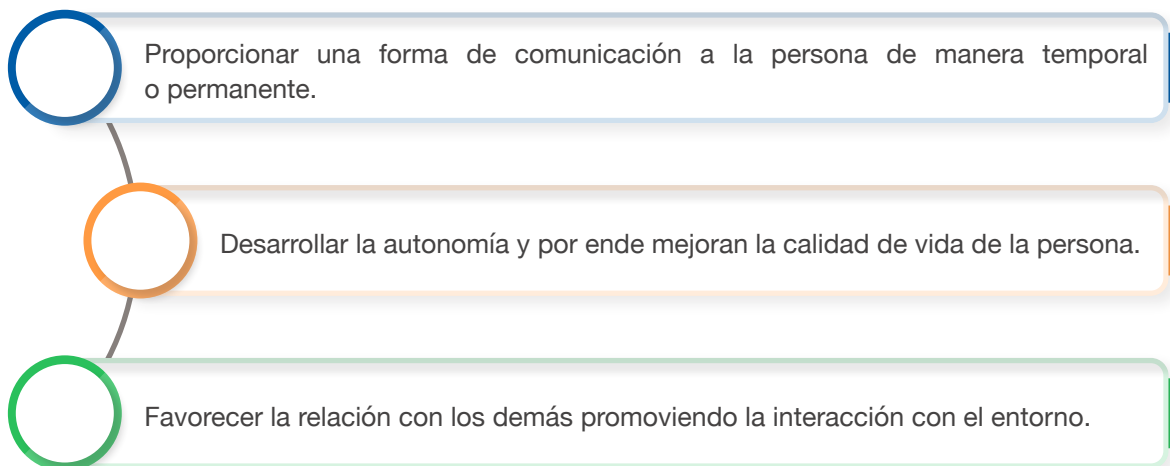 Proporcionar una forma de comunicación a la persona de manera temporal
o permanente.
Desarrollar la autonomía y por ende mejoran la calidad de vida de la persona.
Favorecer la relación con los demás promoviendo la interacción con el entorno.